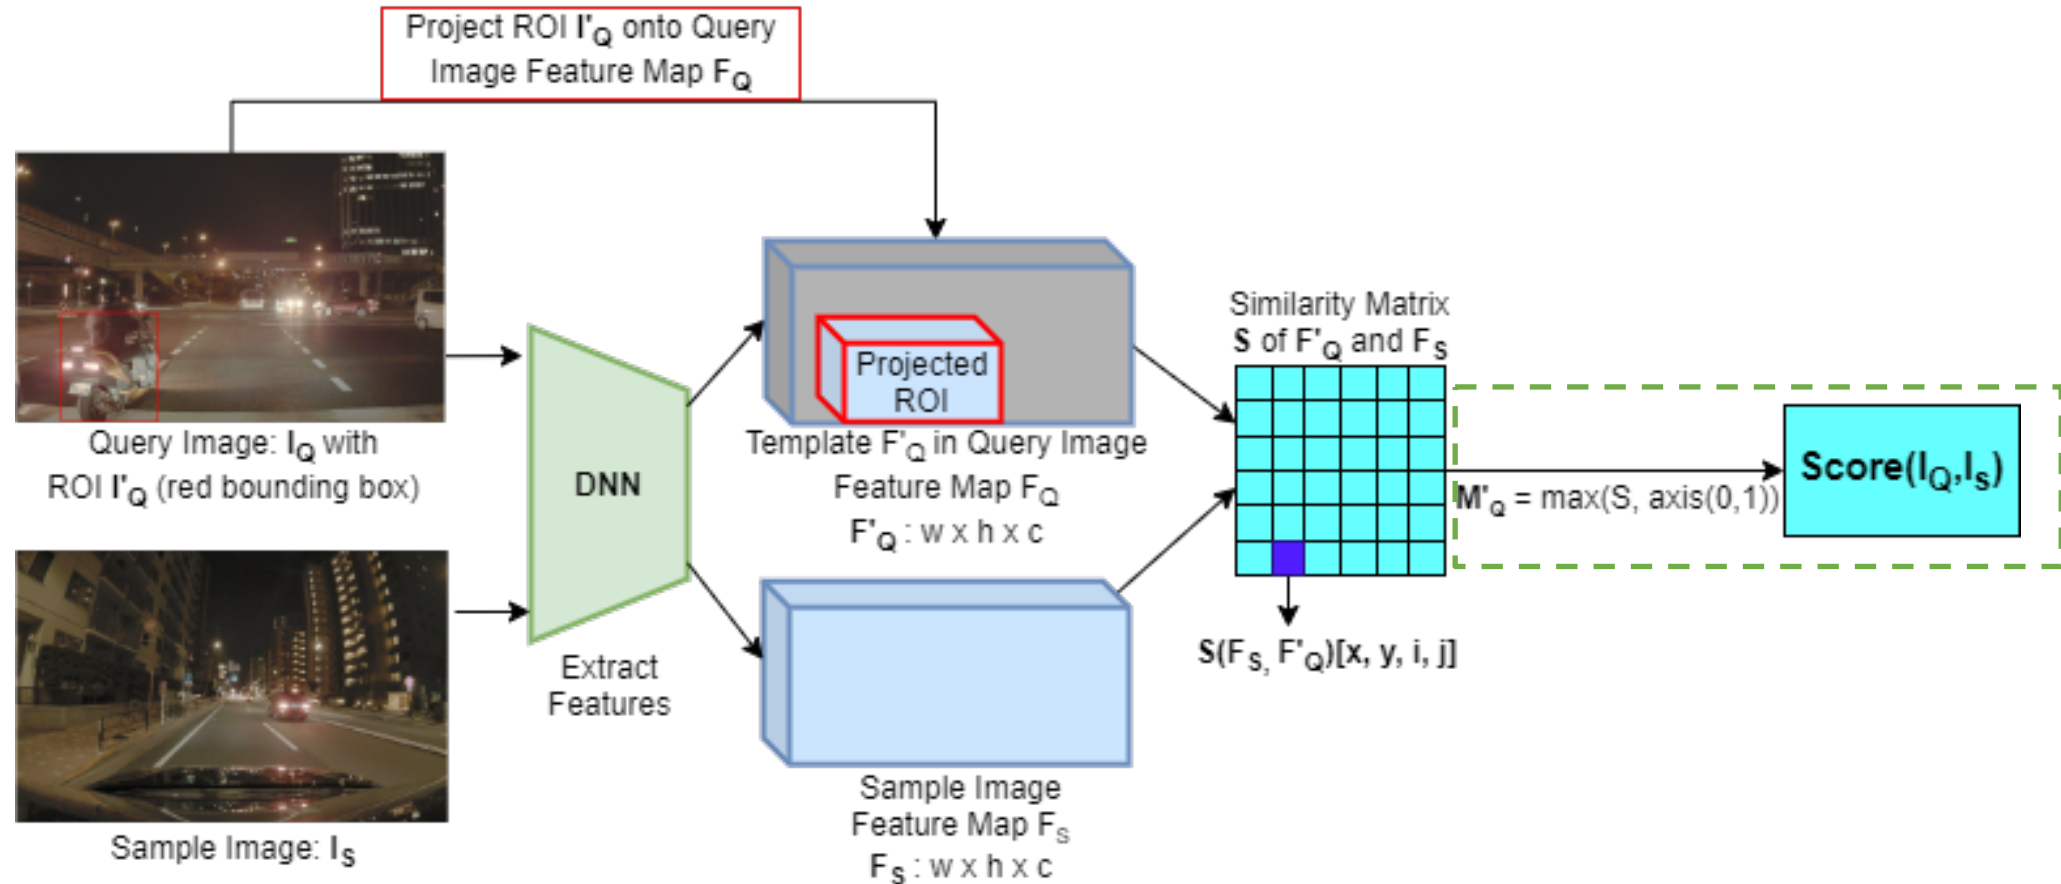 Project ROI I'Q onto Query
Image Feature Map FQ
Query Image: IQ with
ROI I'Q (red bounding box)
Sample Image: IS
DNN
Extract
Features
Projected
ROI
Template F'Q in Query Image
Feature Map FQ
F'Q : w x h x c
Sample Image
Feature Map FS
FS : w x h x c
Similarity Matrix
S of F'Q and FS
S(FS, F'Q)[x, y, i, j]
M'Q = max(S, axis(0,1))
Score(IQ,Is)